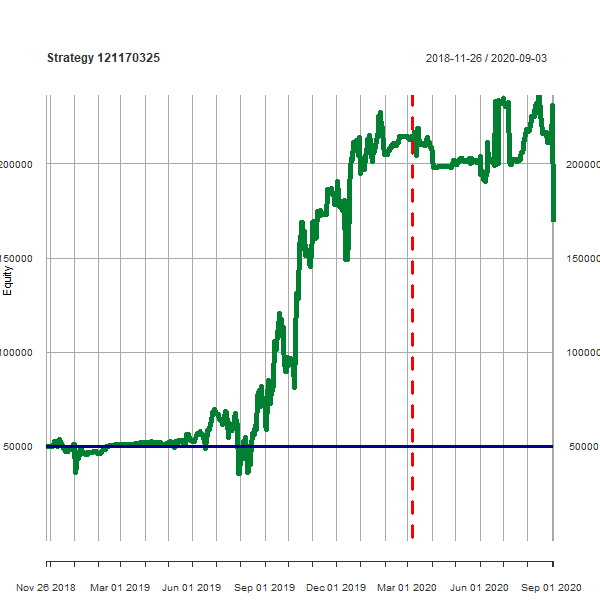 Strategy 121170325
2018-11-26 / 2020-09-03
200000
200000
150000
150000
Equity
100000
100000
50000
50000
Nov 26 2018
Mar 01 2019
Jun 01 2019
Sep 01 2019
Dec 01 2019
Mar 01 2020
Jun 01 2020
Sep 01 2020